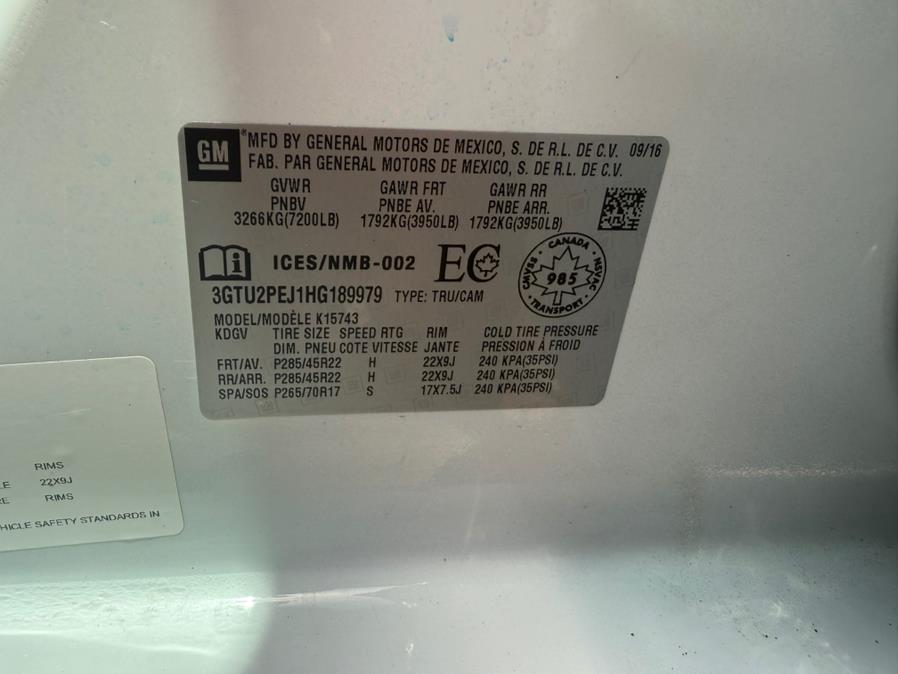 GM
MFD BY GENERAL MOTORS DE MEXICO, S. DE R.L. DE C.V. 09/16
FAB. PAR GENERAL MOTORS DE MEXICO, S. DE R.L. DE C.V.
GVWR GAWR FRT GAWR RR
PNBV PNBE AV. PNBE ARR.
3266KG(7200LB) 1792KG(3950LB) 1792KG(3950LB)
i ICES/NMB-002 EC
CANADA
CMVSS 985 NSVAC
TRANSPORT
3GTU2PEJ1HG189979 TYPE: TRU/CAM
MODEL/MODÈLE K15743
KDGV TIRE SIZE SPEED RTG RIM COLD TIRE PRESSURE
DIM. PNEU COTE VITESSE JANTE PRESSION À FROID
FRT/AV. P285/45R22 H 22X9J 240 KPA(35PSI)
RR/ARR. P285/45R22 H 22X9J 240 KPA(35PSI)
SPA/SOS P265/70R17 S 17X7.5J 240 KPA(35PSI)
RIMS
LE 22X9J
RE RIMS
HICLE SAFETY STANDARDS IN